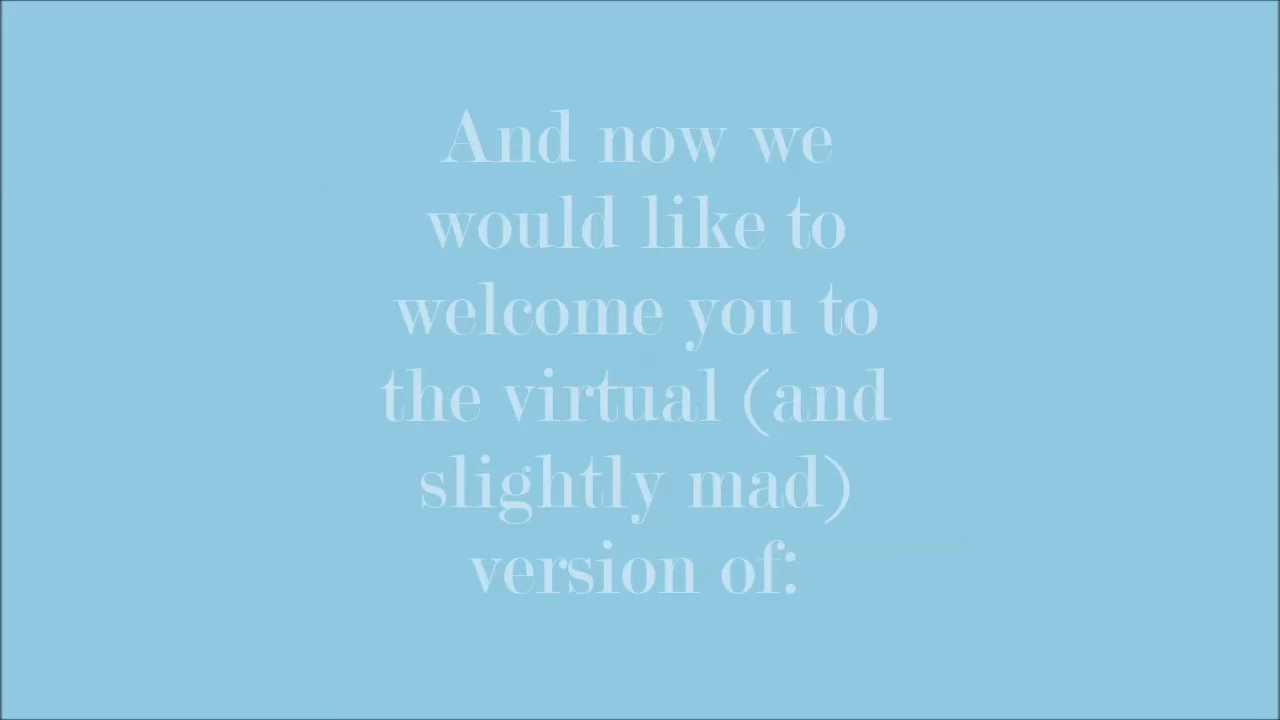 And now we
would like to
welcome you to
the virtual (and
slightly mad)
version of: